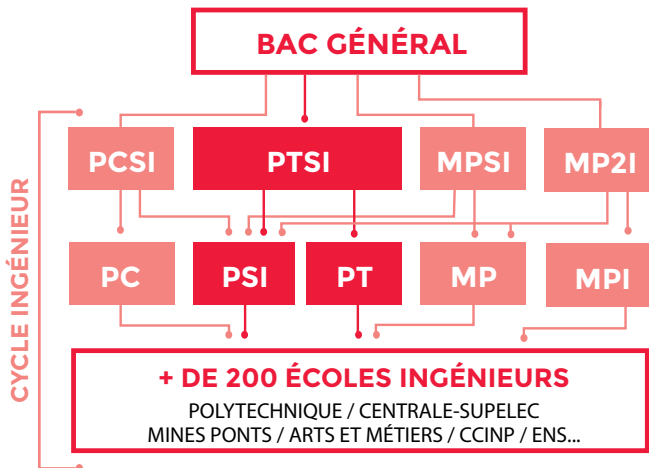 BAC GÉNÉRAL
PCSI
PTSI
MPSI
MP2I
CYCLE INGÉNIEUR
PC
PSI
PT
MP
MPI
+ DE 200 ÉCOLES INGÉNIEURS
POLYTECHNIQUE / CENTRALE-SUPELEC
MINES PONTS / ARTS ET MÉTIERS / CCINP / ENS...